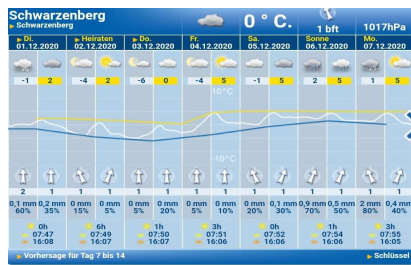 Schwarzenberg
Schwarzenberg
0 ° C.
1 bft
1017hPa
Di. Heiraten Do. Fr. Sa. Sonne Mo.
01.12.2020 02.12.2020 03.12.2020 04.12.2020 05.12.2020 06.12.2020 07.12.2020
-1 2 -4 2 -6 0 -4 5 -1 5 2 5 1 5
10°C
-10°C
2 1 1 1 1 1 1 1 1 1 1 1 1 1
0,1 mm 0,2 mm 0 mm 0 mm 0 mm 0 mm 0 mm 0 mm 0 mm 0,1 mm 0,9 mm 0,5 mm 2 mm 0,4 mm
60% 35% 15% 5% 5% 20% 5% 10% 20% 30% 70% 50% 80% 40%
0h 6h 1h 3h 0h 1h 3h
07:47 07:49 07:50 07:51 07:52 07:54 07:55
16:08 16:07 16:07 16:06 16:06 16:06 16:05
Vorhersage für Tag 7 bis 14
Schlüssel